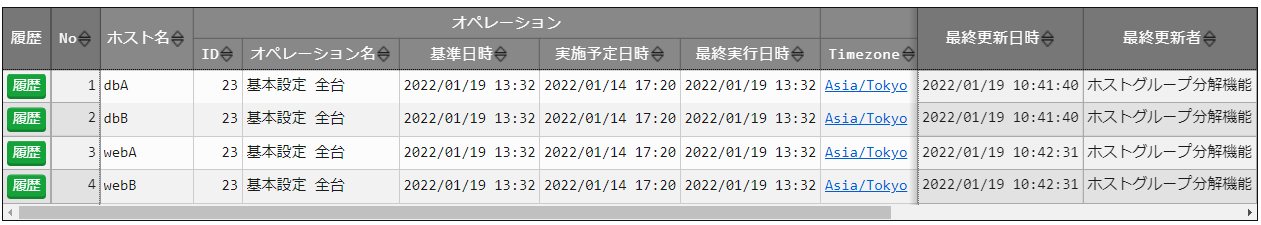 オペレーション
履歴 No ホスト名 最終更新日時 最終更新者
ID オペレーション名 基準日時 実施予定日時 最終実行日時 Timezone
履歴 1 dbA 23 基本設定 全台 2022/01/19 13:32 2022/01/14 17:20 2022/01/19 13:32 Asia/Tokyo 2022/01/19 10:41:40 ホストグループ分解機能
履歴 2 dbB 23 基本設定 全台 2022/01/19 13:32 2022/01/14 17:20 2022/01/19 13:32 Asia/Tokyo 2022/01/19 10:41:40 ホストグループ分解機能
履歴 3 webA 23 基本設定 全台 2022/01/19 13:32 2022/01/14 17:20 2022/01/19 13:32 Asia/Tokyo 2022/01/19 10:42:31 ホストグループ分解機能
履歴 4 webB 23 基本設定 全台 2022/01/19 13:32 2022/01/14 17:20 2022/01/19 13:32 Asia/Tokyo 2022/01/19 10:42:31 ホストグループ分解機能